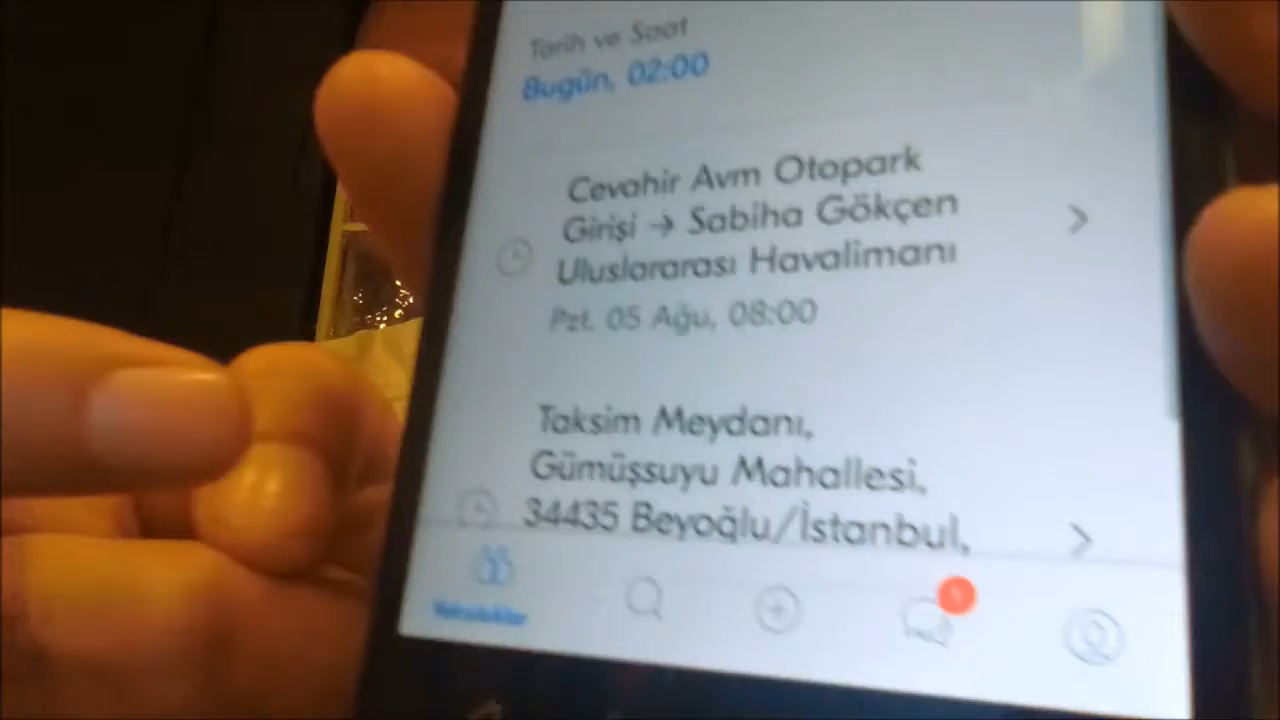 Tarih ve Saat
Bugün, 02:00
Cevahir Avm Otopark
Girişi → Sabiha Gökçen
Uluslararası Havalimanı
Pzt. 05 Ağu, 08:00
Taksim Meydanı,
Gümüşsuyu Mahallesi,
34435 Beyoğlu/İstanbul,